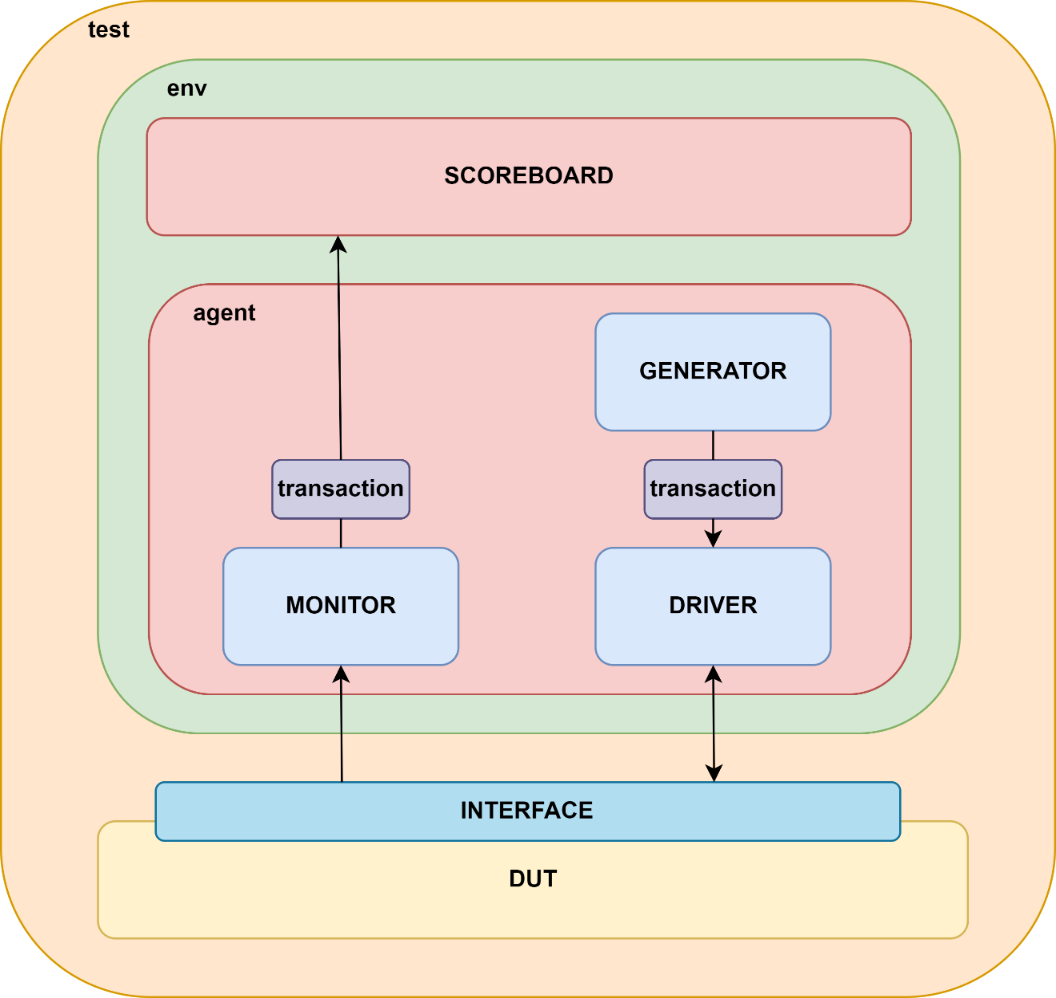 test
env
SCOREBOARD
agent
GENERATOR
transaction
transaction
MONITOR
DRIVER
INTERFACE
DUT